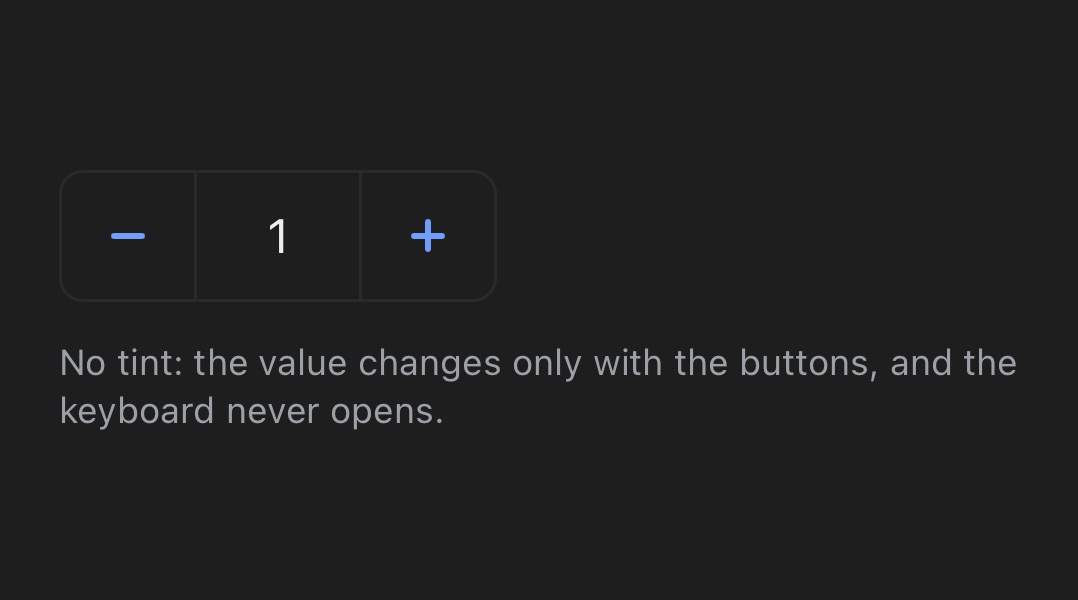 − 1 +
No tint: the value changes only with the buttons, and the
keyboard never opens.